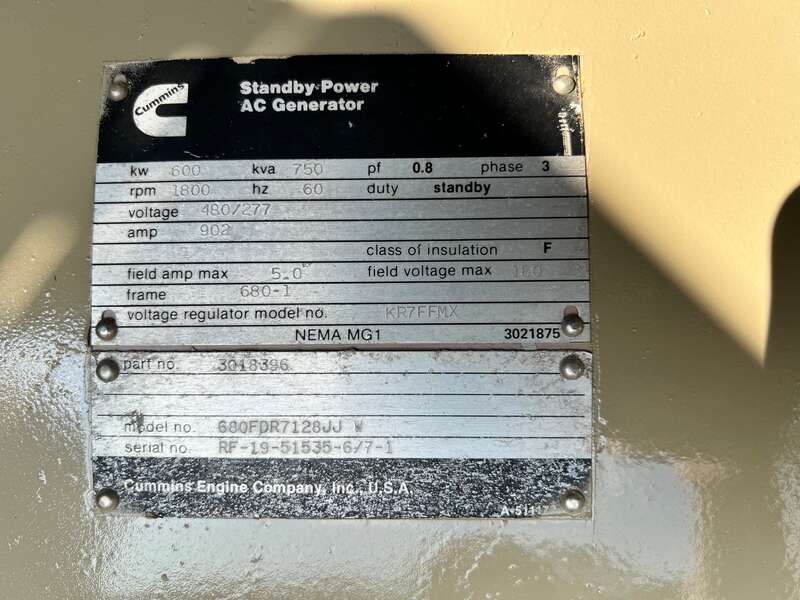 Cummins
Standby Power
AC Generator
kw 600 kva 750 pf 0.8 phase 3
rpm 1800 hz 60 duty standby
voltage 480/277
amp 902
class of insulation F
field amp max 5.0 field voltage max
frame 680-1
voltage regulator model no. KR7FFMX
NEMA MG1 3021875
part no. 3018396
model no. 680FDR7128JJ W
serial no. RF-19-51535-6/7-1
Cummins Engine Company, Inc., U.S.A.